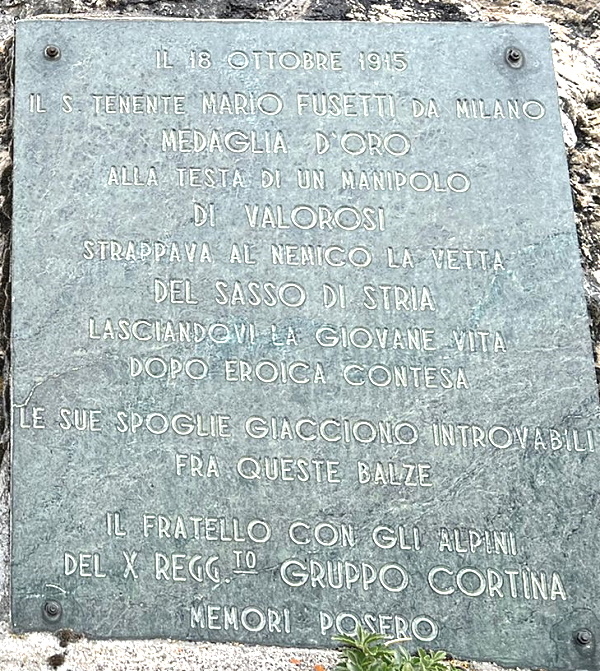 IL 18 OTTOBRE 1915
IL S. TENENTE MARIO FUSETTI DA MILANO
MEDAGLIA D'ORO
ALLA TESTA DI UN MANIPOLO
DI VALOROSI
STRAPPAVA AL NEMICO LA VETTA
DEL SASSO DI STRIA
LASCIANDOVI LA GIOVANE VITA
DOPO EROICA CONTESA
LE SUE SPOGLIE GIACCIONO INTROVABILI
FRA QUESTE BALZE
IL FRATELLO CON GLI ALPINI
DEL X REGG.TO GRUPPO CORTINA
MEMORI POSERO